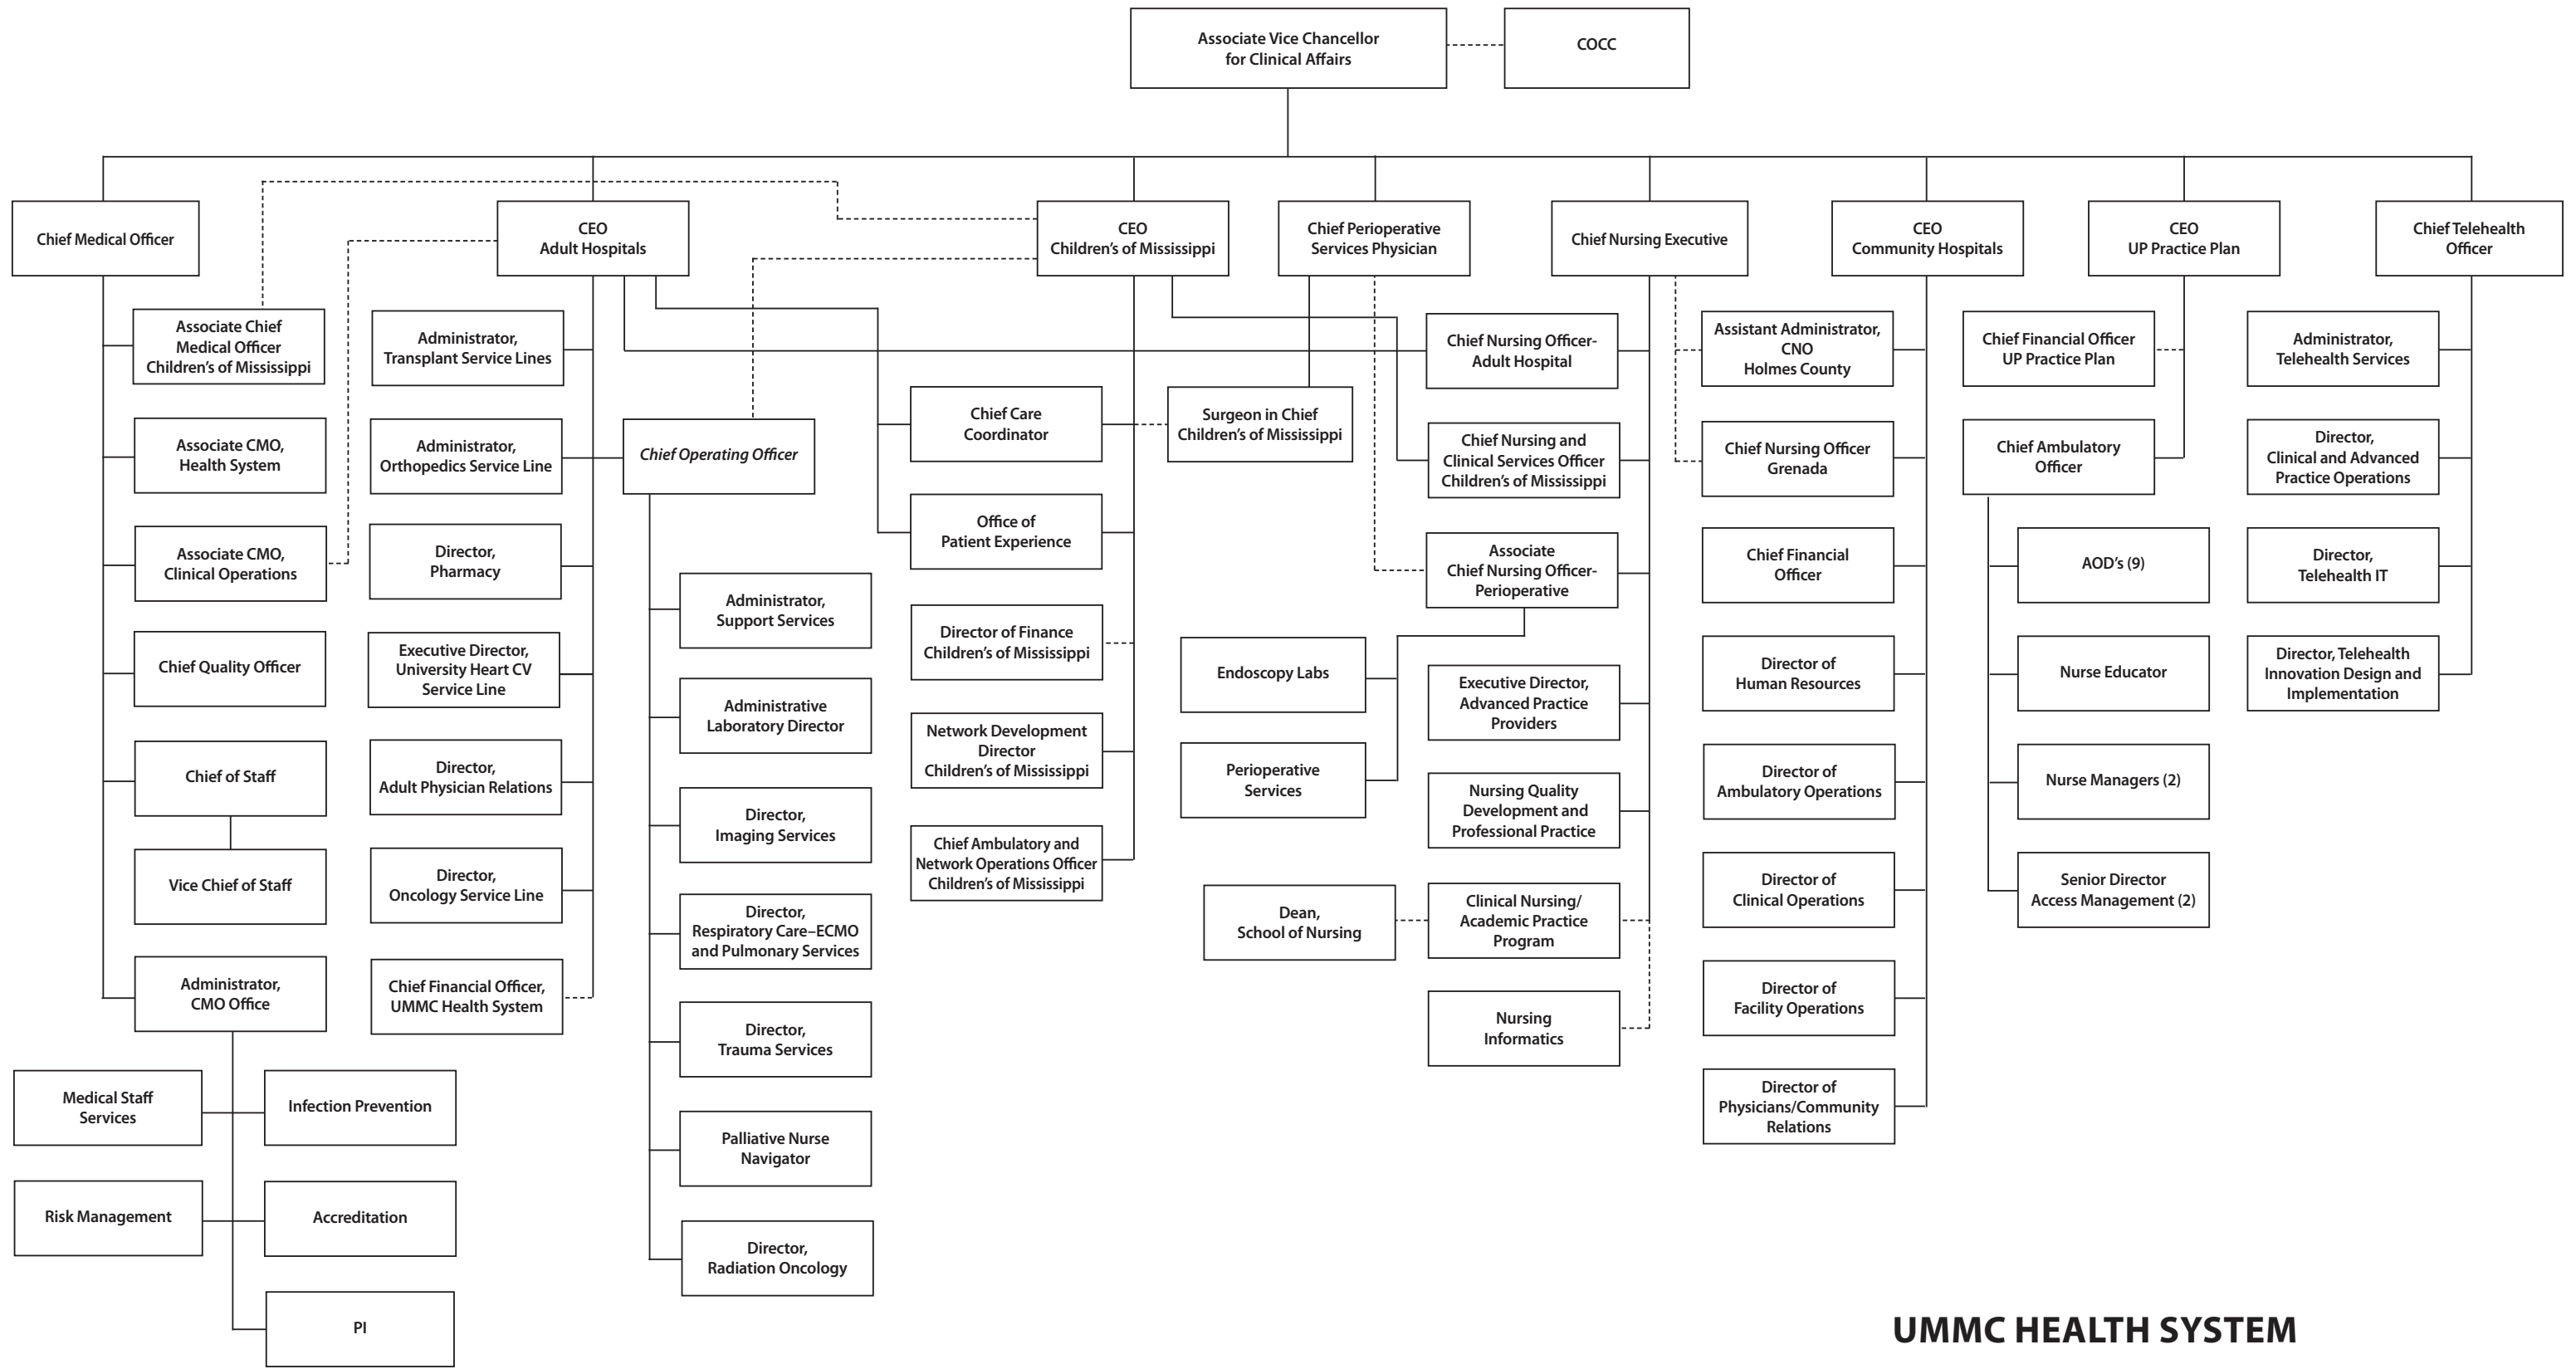 Associate Vice Chancellor
for Clinical Affairs
COCC
Chief Medical Officer
CEO
Adult Hospitals
CEO
Children’s of Mississippi
Chief Perioperative
Services Physician
Chief Nursing Executive
CEO
Community Hospitals
CEO
UP Practice Plan
Chief Telehealth
Officer
Associate Chief
Medical Officer
Children’s of Mississippi
Associate CMO,
Health System
Associate CMO,
Clinical Operations
Chief Quality Officer
Chief of Staff
Vice Chief of Staff
Administrator,
CMO Office
Medical Staff
Services
Infection Prevention
Risk Management
Accreditation
PI
Administrator,
Transplant Service Lines
Administrator,
Orthopedics Service Line
Director,
Pharmacy
Executive Director,
University Heart CV
Service Line
Director,
Adult Physician Relations
Director,
Oncology Service Line
Chief Financial Officer,
UMMC Health System
Chief Operating Officer
Administrator,
Support Services
Administrative
Laboratory Director
Director,
Imaging Services
Director,
Respiratory Care–ECMO
and Pulmonary Services
Director,
Trauma Services
Palliative Nurse
Navigator
Director,
Radiation Oncology
Chief Care
Coordinator
Office of
Patient Experience
Director of Finance
Children’s of Mississippi
Network Development
Director
Children’s of Mississippi
Chief Ambulatory and
Network Operations Officer
Children’s of Mississippi
Surgeon in Chief
Children’s of Mississippi
Endoscopy Labs
Perioperative
Services
Dean,
School of Nursing
Chief Nursing Officer-
Adult Hospital
Chief Nursing and
Clinical Services Officer
Children’s of Mississippi
Associate
Chief Nursing Officer-
Perioperative
Executive Director,
Advanced Practice
Providers
Nursing Quality
Development and
Professional Practice
Clinical Nursing/
Academic Practice
Program
Nursing
Informatics
Assistant Administrator,
CNO
Holmes County
Chief Nursing Officer
Grenada
Chief Financial
Officer
Director of
Human Resources
Director of
Ambulatory Operations
Director of
Clinical Operations
Director of
Facility Operations
Director of
Physicians/Community
Relations
Chief Financial Officer
UP Practice Plan
Chief Ambulatory
Officer
AOD’s (9)
Nurse Educator
Nurse Managers (2)
Senior Director
Access Management (2)
Administrator,
Telehealth Services
Director,
Clinical and Advanced
Practice Operations
Director,
Telehealth IT
Director, Telehealth
Innovation Design and
Implementation
UMMC HEALTH SYSTEM